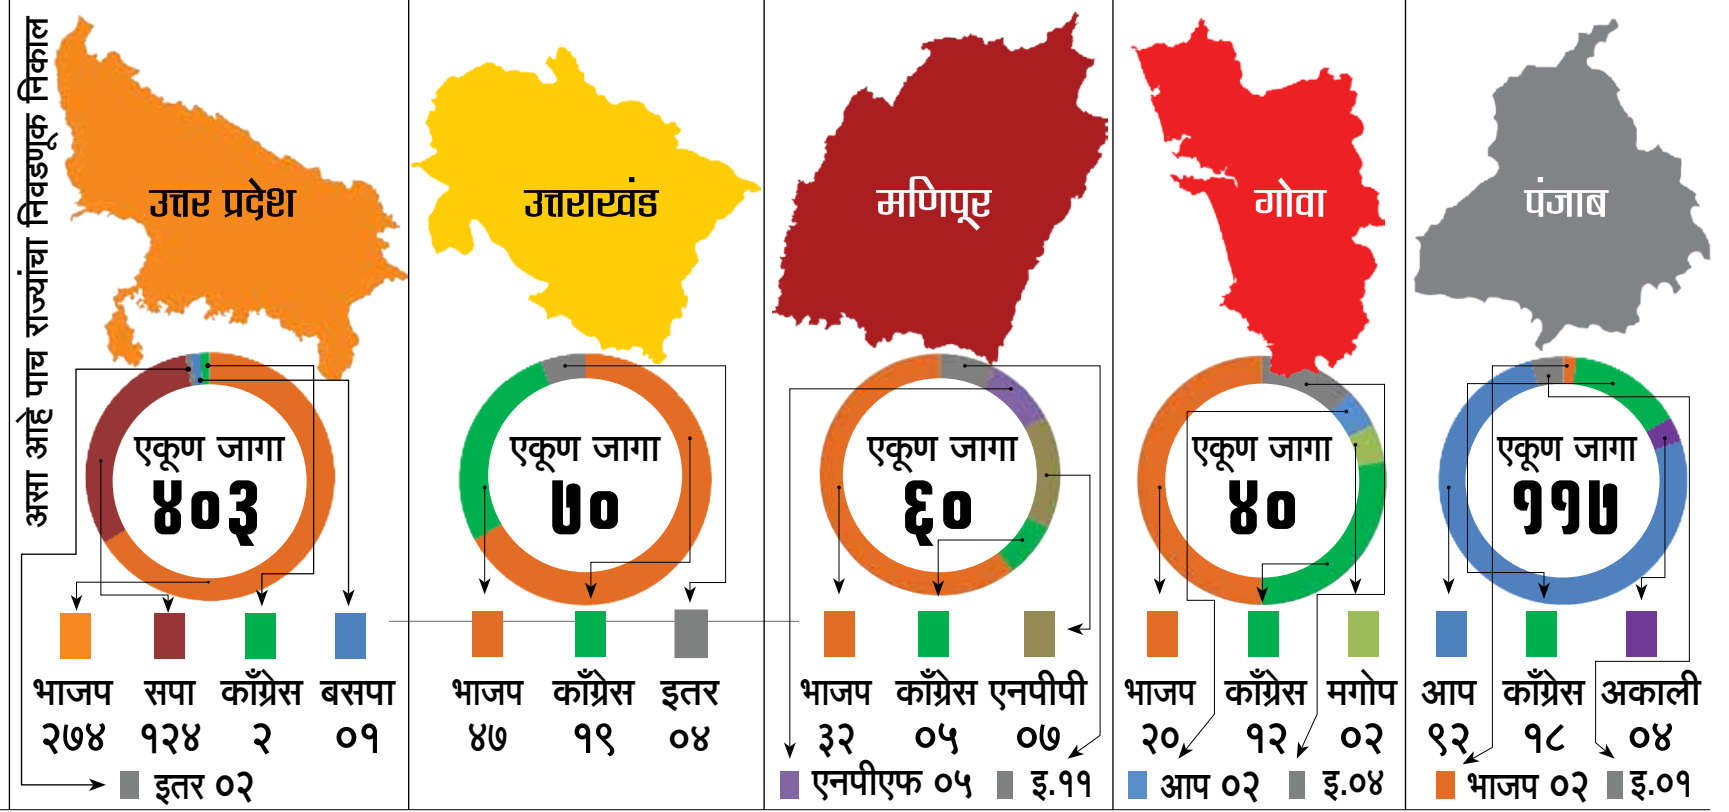 असा आहे पाच राज्यांचा निवडणूक निकाल
उत्तर प्रदेश
एकूण जागा
४०३
भाजप सपा काँग्रेस बसपा
२७४ १२४ २ ०१
इतर ०२
उत्तराखंड
एकूण जागा
७०
भाजप काँग्रेस इतर
४७ १९ ०४
मणिपूर
एकूण जागा
६०
भाजप काँग्रेस एनपीपी
३२ ०५ ०७
एनपीएफ ०५ इ.११
गोवा
एकूण जागा
४०
भाजप काँग्रेस मगोप
२० १२ ०२
आप ०२ इ.०४
पंजाब
एकूण जागा
११७
आप काँग्रेस अकाली
९२ १८ ०४
भाजप ०२ इ.०१